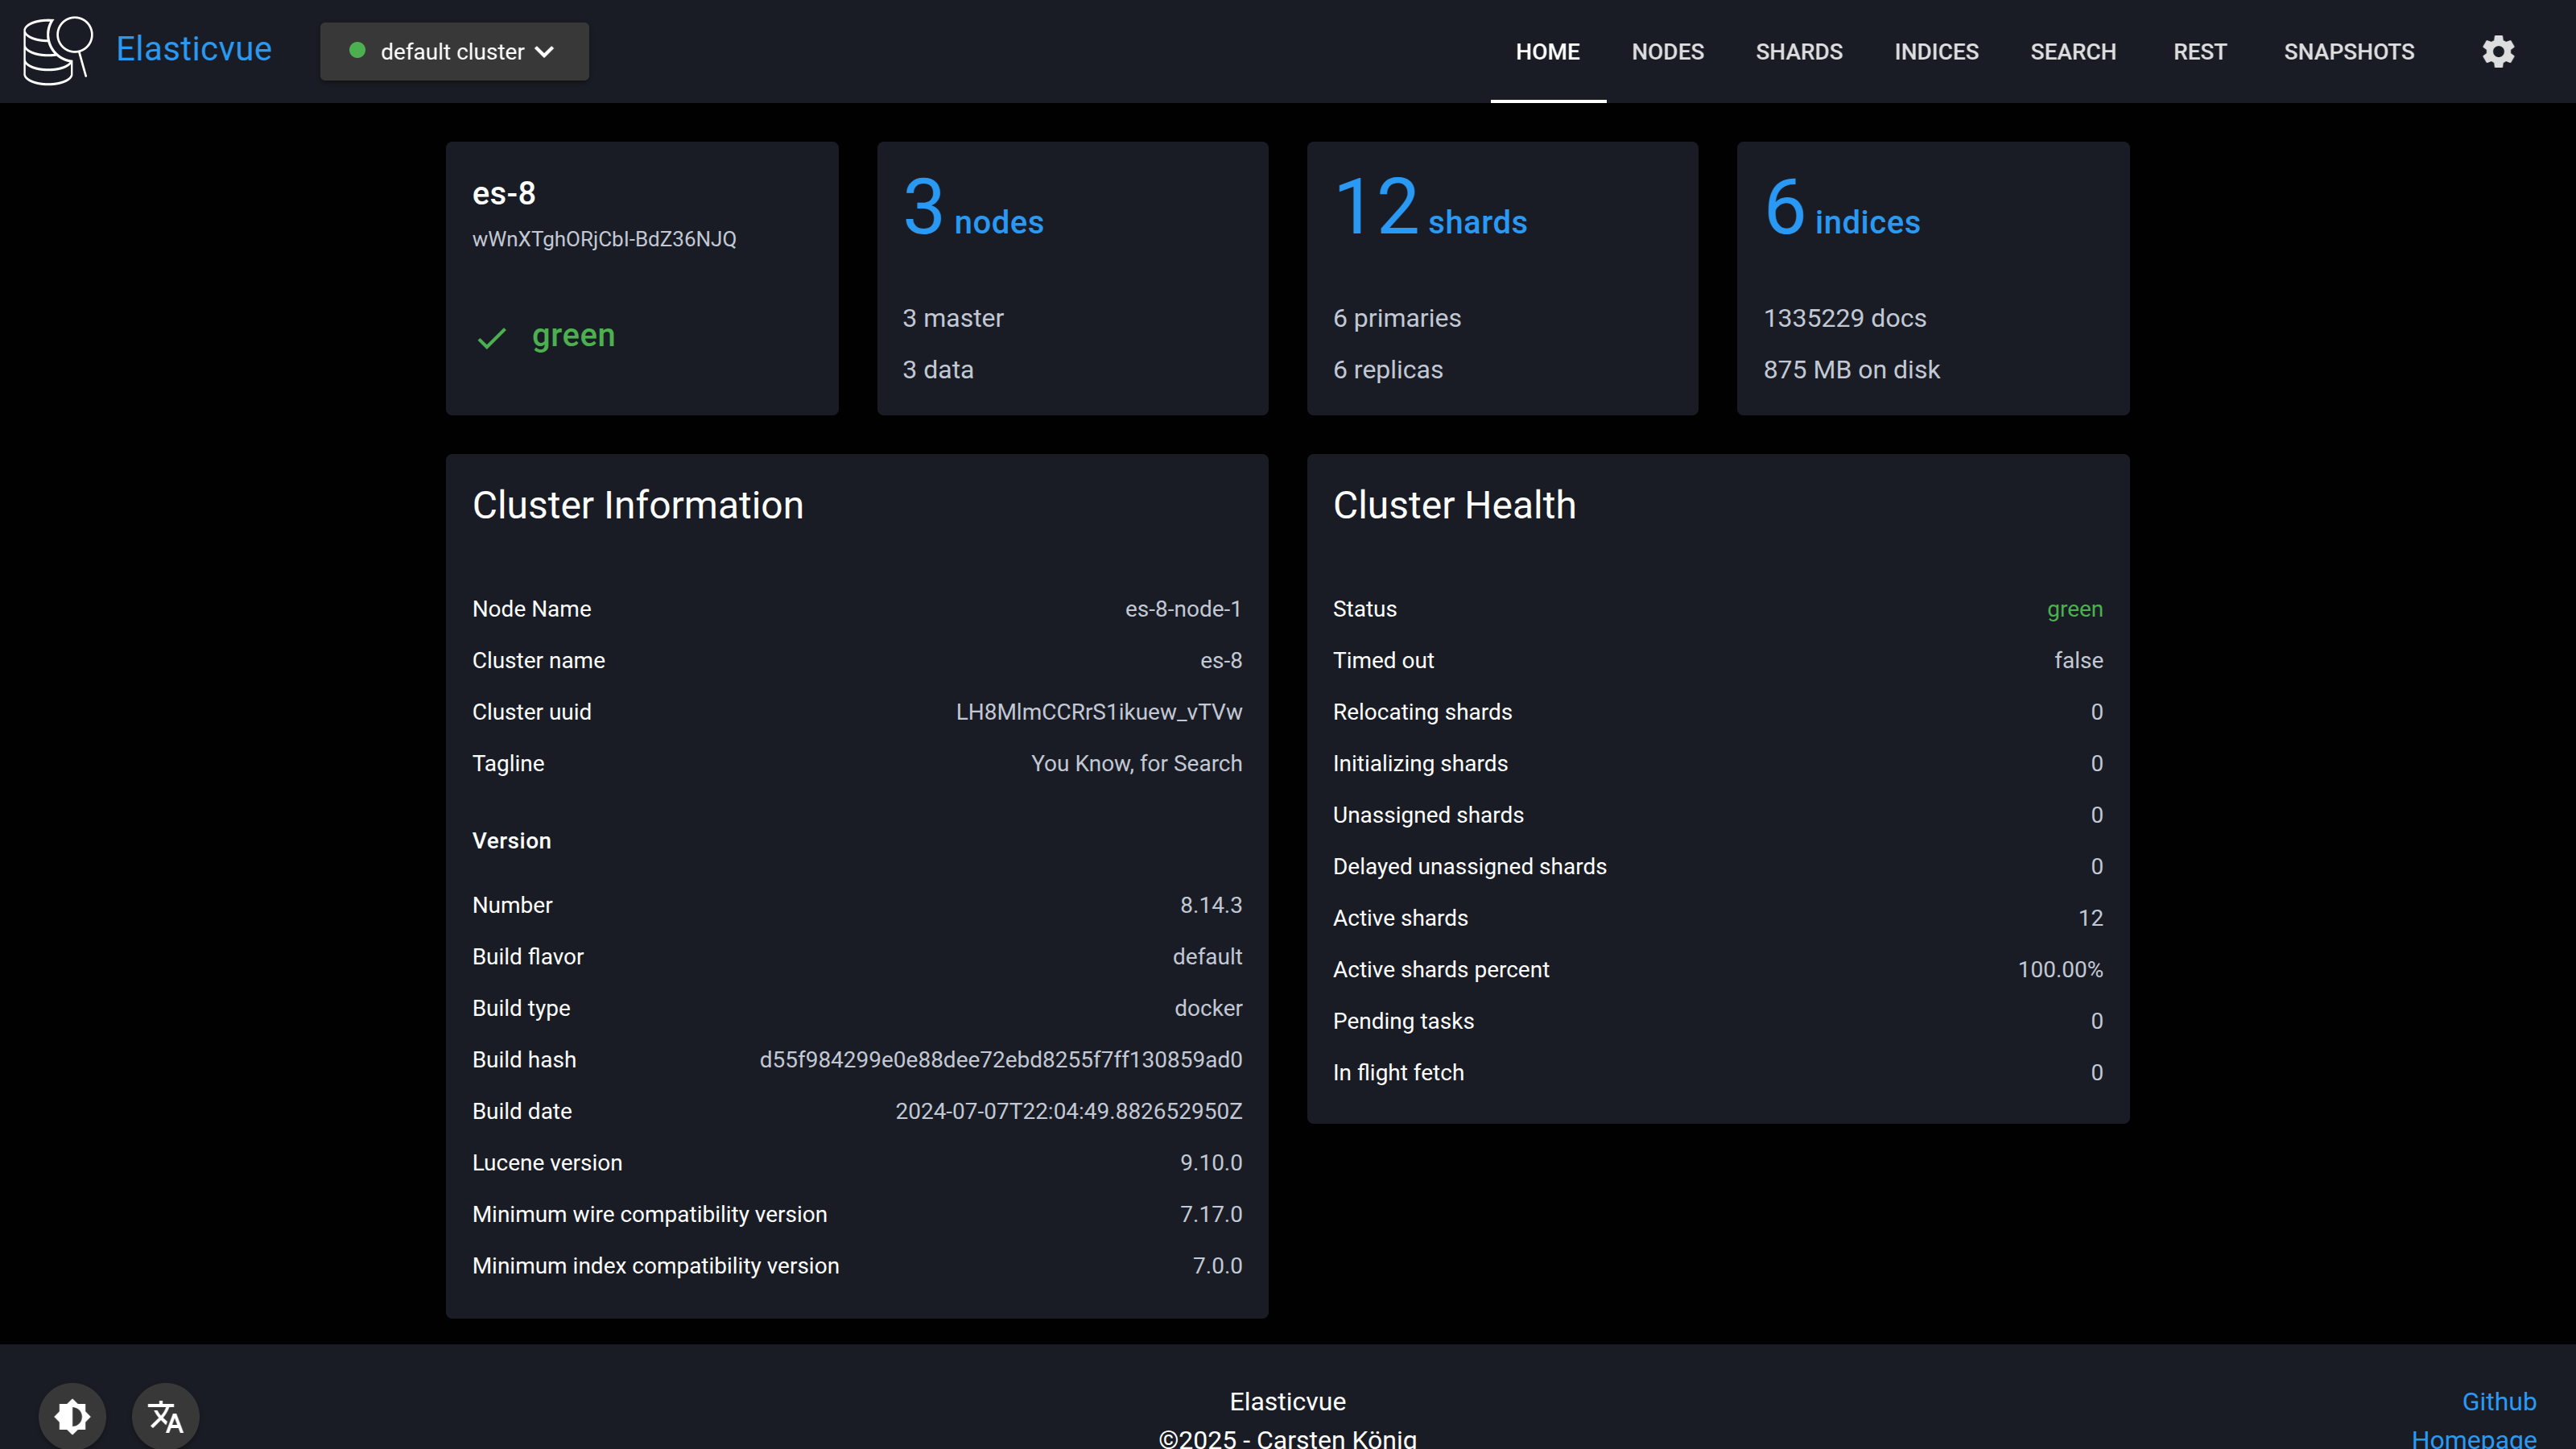 Elasticvue
default cluster
HOME NODES SHARDS INDICES SEARCH REST SNAPSHOTS
es-8
wWnXTghORjCbI-BdZ36NJQ
green
3 nodes
3 master
3 data
12 shards
6 primaries
6 replicas
6 indices
1335229 docs
875 MB on disk
Cluster Information
Node Name es-8-node-1
Cluster name es-8
Cluster uuid LH8MlmCCRrS1ikuew_vTVw
Tagline You Know, for Search
Version
Number 8.14.3
Build flavor default
Build type docker
Build hash d55f984299e0e88dee72ebd8255f7ff130859ad0
Build date 2024-07-07T22:04:49.882652950Z
Lucene version 9.10.0
Minimum wire compatibility version 7.17.0
Minimum index compatibility version 7.0.0
Cluster Health
Status green
Timed out false
Relocating shards 0
Initializing shards 0
Unassigned shards 0
Delayed unassigned shards 0
Active shards 12
Active shards percent 100.00%
Pending tasks 0
In flight fetch 0
Elasticvue
©2025 - Carsten König
Github
Homepage